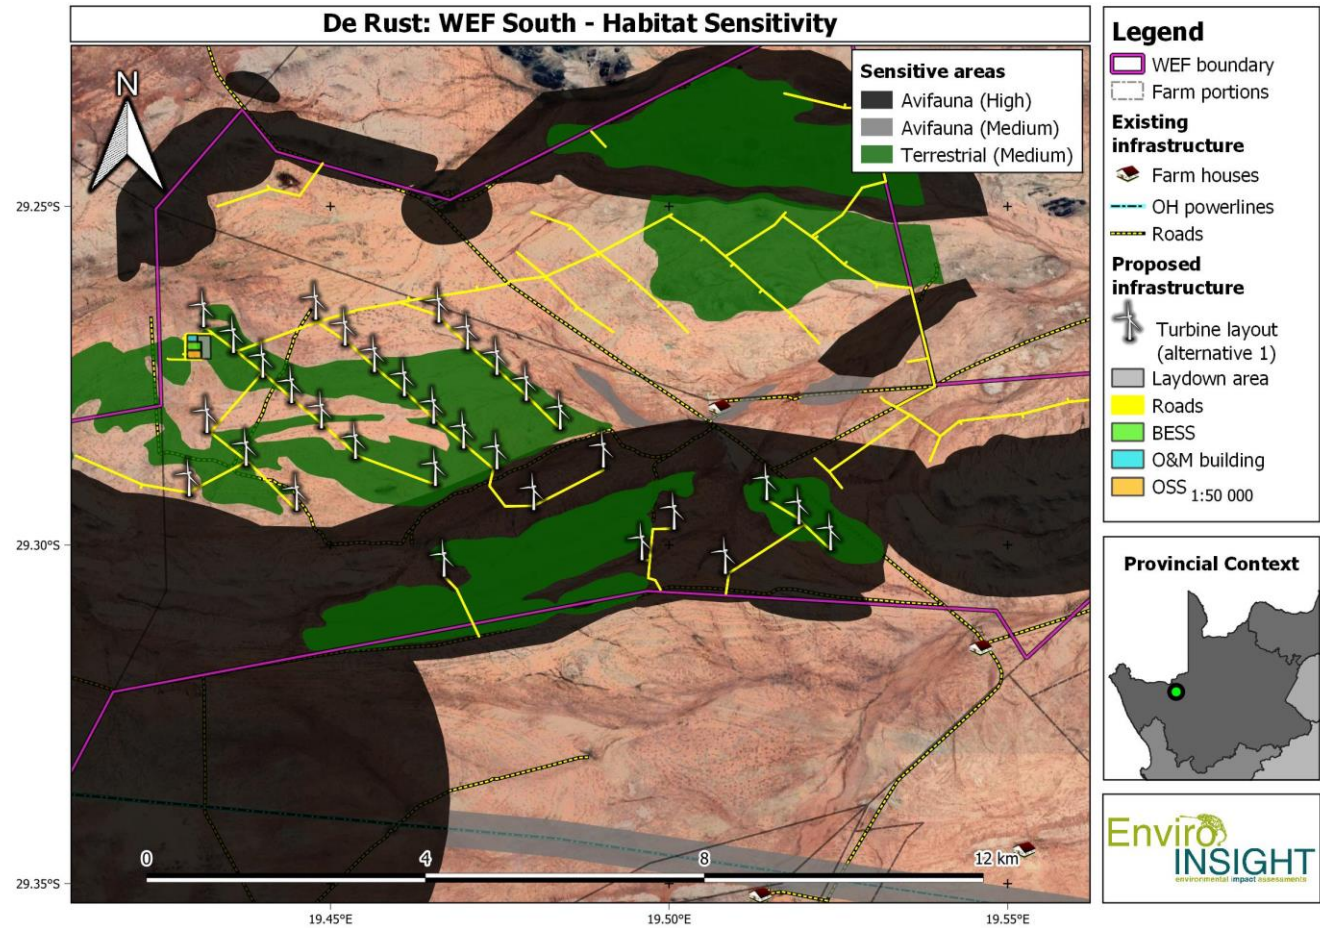 De Rust: WEF South - Habitat Sensitivity
N
Sensitive areas
Avifauna (High)
Avifauna (Medium)
Terrestrial (Medium)
29.25°S
29.30°S
29.35°S
0
4
8
12 km
19.45°E
19.50°E
19.55°E
Legend
WEF boundary
Farm portions
Existing
infrastructure
Farm houses
OH powerlines
Roads
Proposed
infrastructure
Turbine layout
(alternative 1)
Laydown area
Roads
BESS
O&M building
OSS
1:50 000
Provincial Context
Enviro
INSIGHT
environmental impact assessments